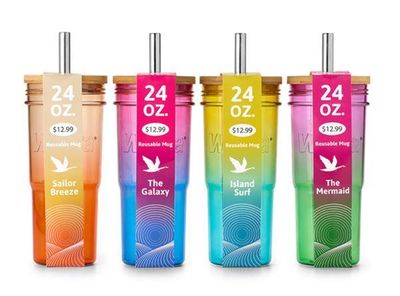 24
OZ.
$12.99
Reusable Mug
Sailor
Breeze
24
OZ.
$12.99
Reusable Mug
The
Galaxy
24
OZ.
$12.99
Reusable Mug
Island
Surf
24
OZ.
$12.99
Reusable Mug
The
Mermaid